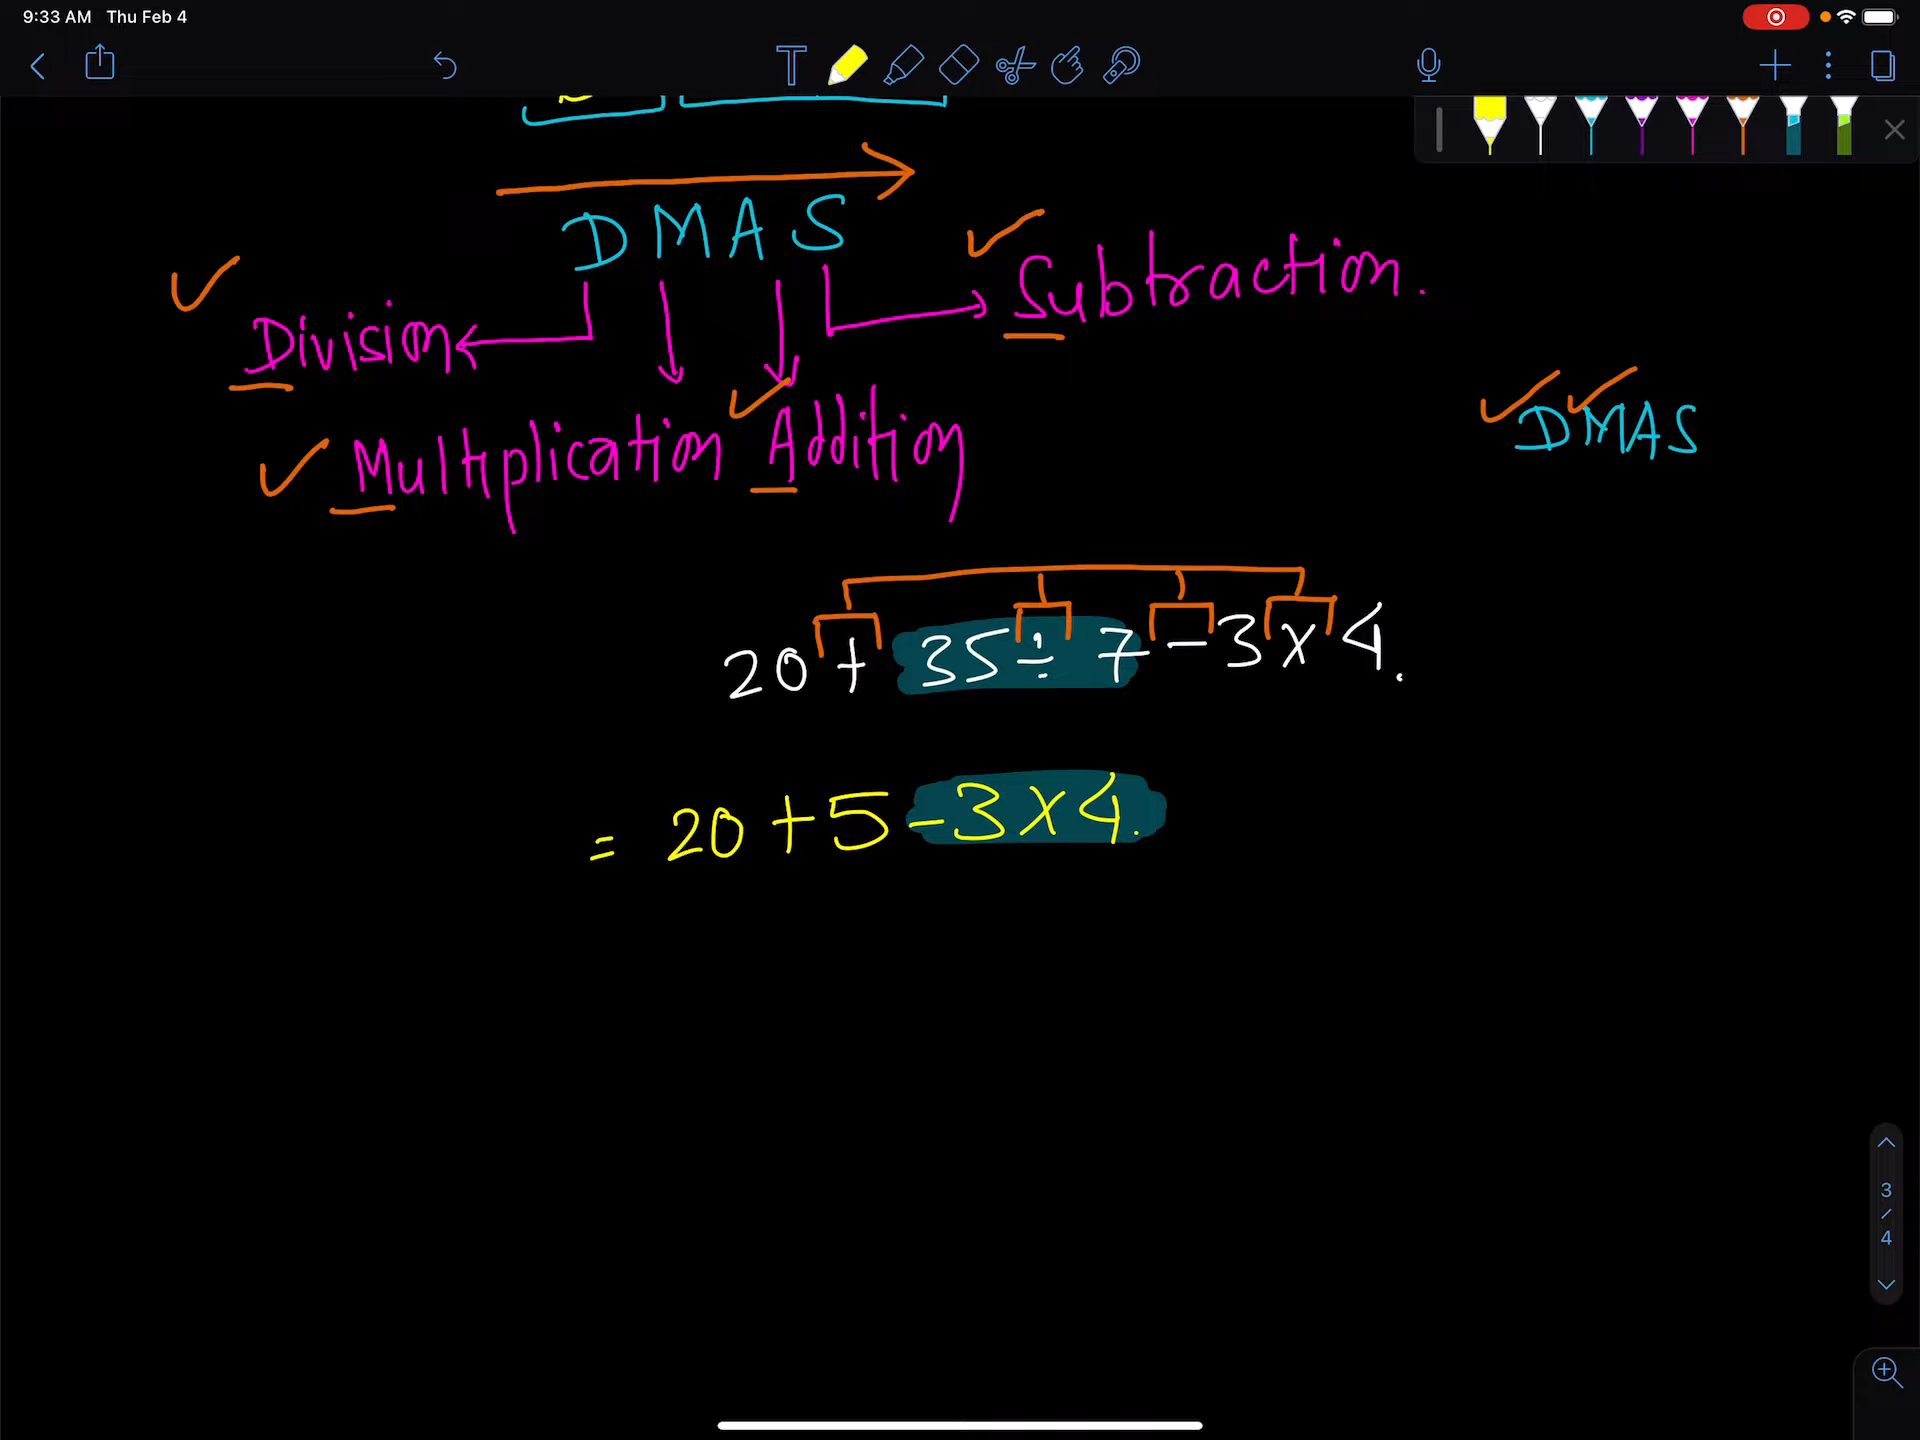 9:33 AM Thu Feb 4
D M A S
Subtraction.
Division
DMAS
Multiplication Addition
20 + 35 ÷ 7 - 3 x 4.
= 20 + 5 - 3 x 4.
3
/
4